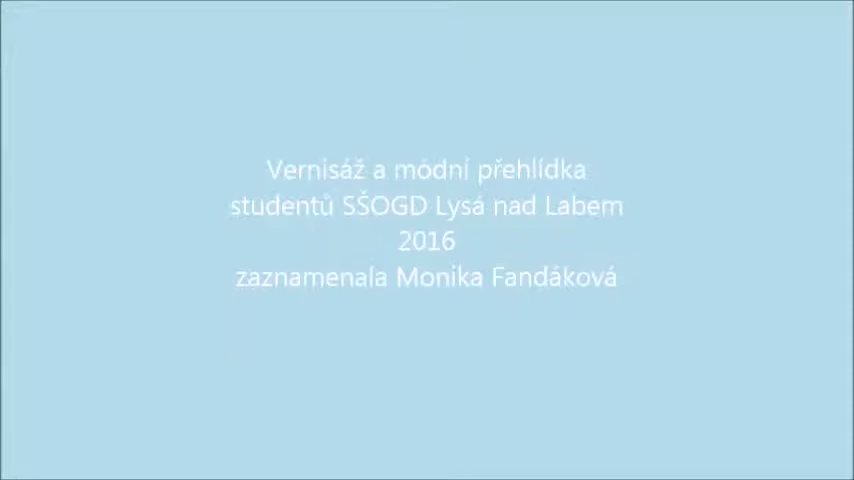 Vernisáž a módní přehlídka
studentů SŠOGD Lysá nad Labem
2016
zaznamenala Monika Fandáková